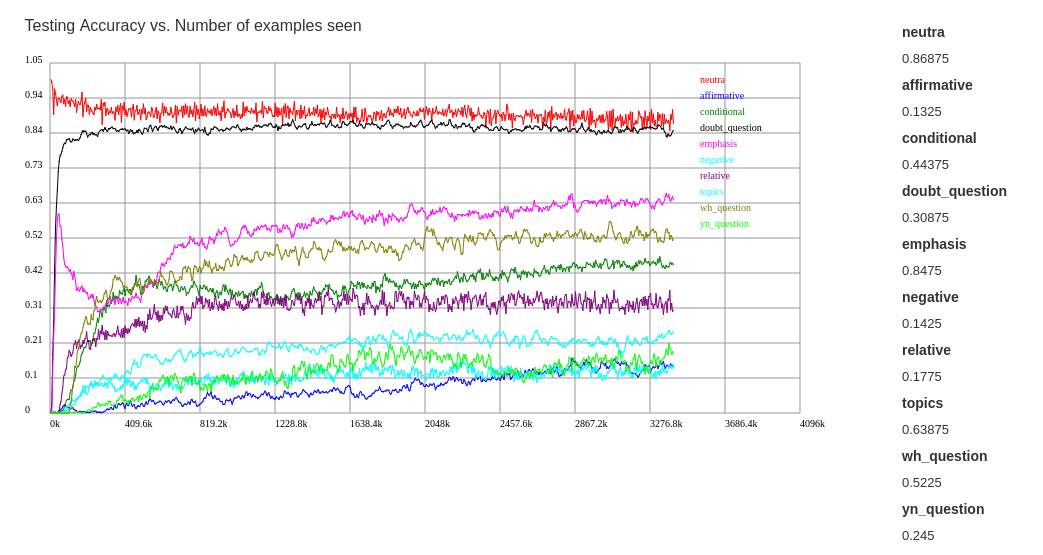 Testing Accuracy vs. Number of examples seen
1.05
0.94
0.84
0.73
0.63
0.52
0.42
0.31
0.21
0.1
0
0k
409.6k
819.2k
1228.8k
1638.4k
2048k
2457.6k
2867.2k
3276.8k
3686.4k
4096k
neutra
affirmative
conditional
doubt_question
emphasis
negative
relative
topics
wh_question
yn_question
neutra
0.86875
affirmative
0.1325
conditional
0.44375
doubt_question
0.30875
emphasis
0.8475
negative
0.1425
relative
0.1775
topics
0.63875
wh_question
0.5225
yn_question
0.245